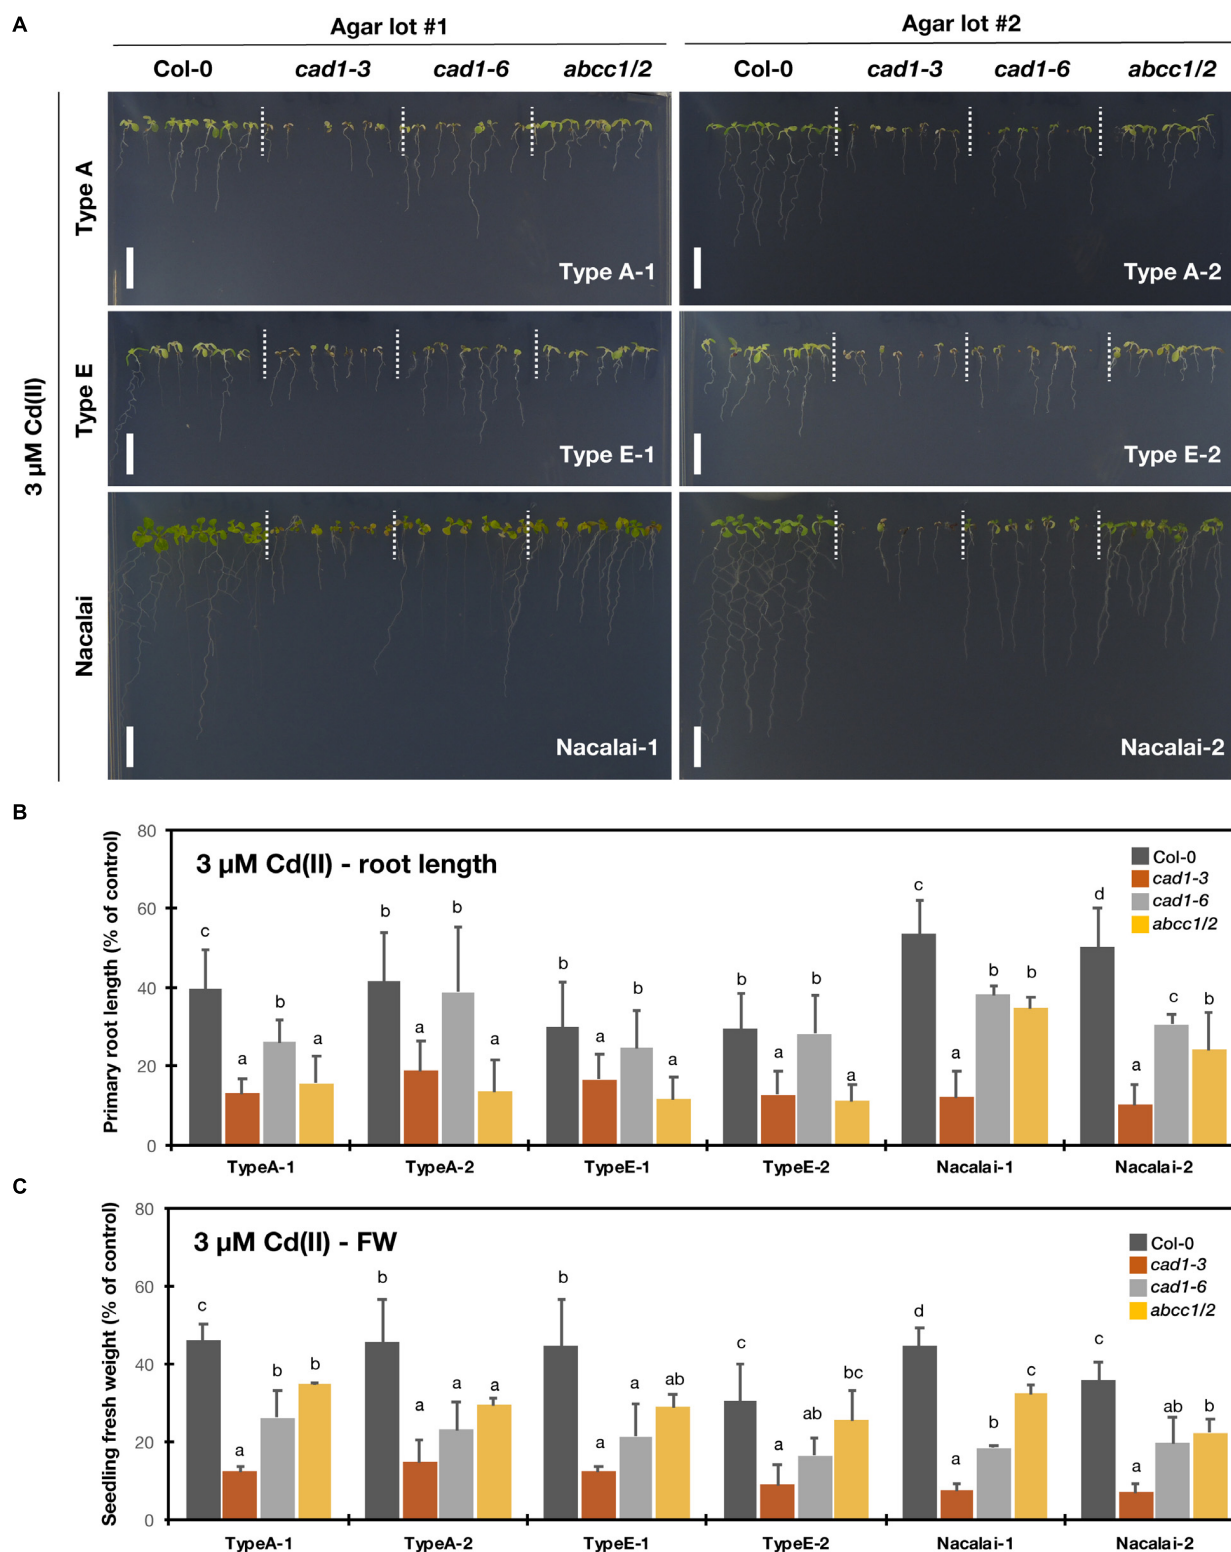 A
Agar lot #1
Agar lot #2
Col-0 cad1-3 cad1-6 abcc1/2
Col-0 cad1-3 cad1-6 abcc1/2
3 µM Cd(II)
Type A
Type A-1
Type A-2
Type E
Type E-1
Type E-2
Nacalai
Nacalai-1
Nacalai-2
B
3 µM Cd(II) - root length
Primary root length (% of control)
80
60
40
20
0
Col-0
cad1-3
cad1-6
abcc1/2
c a b a
b a b a
b a b a
b a b a
c a b b
d a c b
TypeA-1 TypeA-2 TypeE-1 TypeE-2 Nacalai-1 Nacalai-2
C
3 µM Cd(II) - FW
Seedling fresh weight (% of control)
80
60
40
20
0
Col-0
cad1-3
cad1-6
abcc1/2
c a b b
b a a a
b a a ab
c a ab bc
d a b c
c a ab b
TypeA-1 TypeA-2 TypeE-1 TypeE-2 Nacalai-1 Nacalai-2